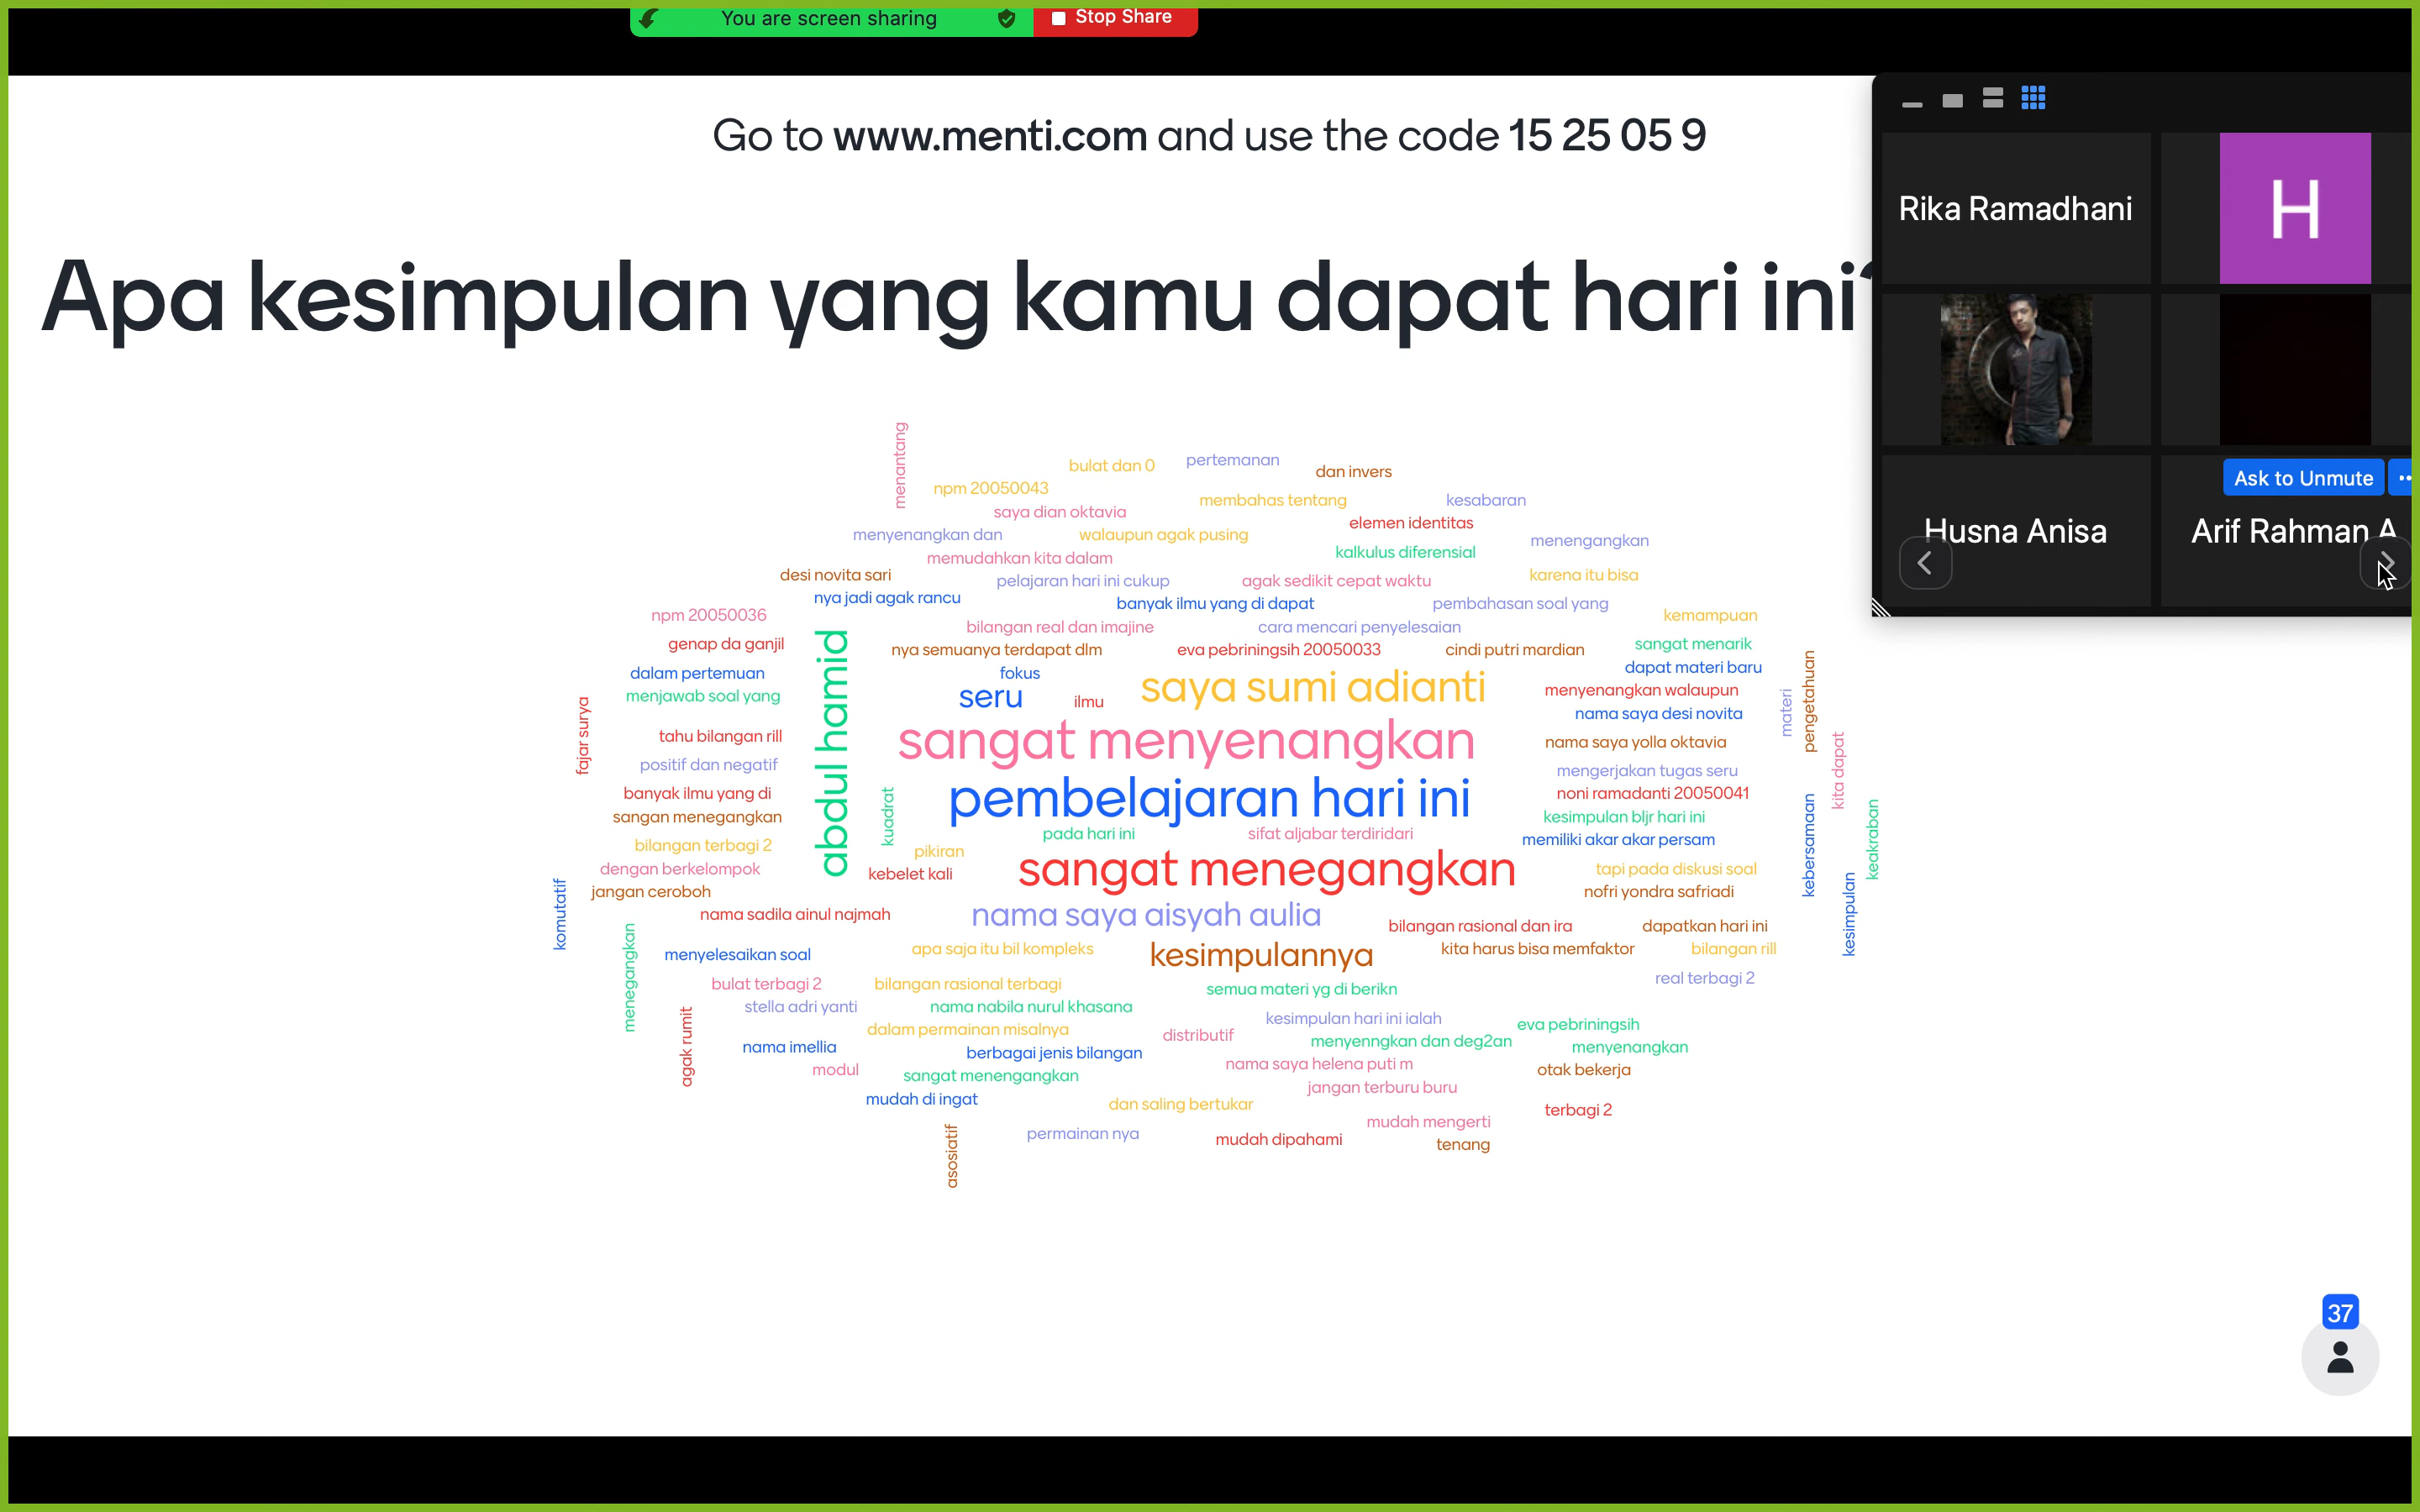 You are screen sharing
Stop Share
Go to www.menti.com and use the code 15 25 05 9
Apa kesimpulan yang kamu dapat hari ini?
Rika Ramadhani
H
Ask to Unmute
Husna Anisa
Arif Rahman A
menantang
bulat dan 0
pertemanan
dan invers
npm 20050043
membahas tentang
kesabaran
saya dian oktavia
elemen identitas
menyenangkan dan
walaupun agak pusing
menengangkan
memudahkan kita dalam
kalkulus diferensial
desi novita sari
pelajaran hari ini cukup
agak sedikit cepat waktu
karena itu bisa
nya jadi agak rancu
banyak ilmu yang di dapat
pembahasan soal yang
npm 20050036
bilangan real dan imajine
cara mencari penyelesaian
kemampuan
genap da ganjil
nya semuanya terdapat dlm
eva pebriningsih 20050033
cindi putri mardian
sangat menarik
dalam pertemuan
fokus
dapat materi baru
menjawab soal yang
abdul hamid
seru
ilmu
saya sumi adianti
menyenangkan walaupun
materi
pengetahuan
nama saya desi novita
fajar surya
tahu bilangan rill
sangat menyenangkan
nama saya yolla oktavia
kita dapat
positif dan negatif
mengerjakan tugas seru
banyak ilmu yang di
pembelajaran hari ini
noni ramadanti 20050041
sangan menegangkan
kuadrat
kesimpulan bljr hari ini
kebersamaan
keakraban
pada hari ini
sifat aljabar terdiridari
memiliki akar akar persam
bilangan terbagi 2
pikiran
dengan berkelompok
kebelet kali
sangat menegangkan
tapi pada diskusi soal
jangan ceroboh
nofri yondra safriadi
komutatif
nama sadila ainul najmah
nama saya aisyah aulia
bilangan rasional dan ira
dapatkan hari ini
kesimpulan
menegangkan
menyelesaikan soal
apa saja itu bil kompleks
kesimpulannya
kita harus bisa memfaktor
bilangan rill
bulat terbagi 2
bilangan rasional terbagi
semua materi yg di berikn
real terbagi 2
stella adri yanti
nama nabila nurul khasana
kesimpulan hari ini ialah
eva pebriningsih
agak rumit
dalam permainan misalnya
distributif
menyenngkan dan deg2an
menyenangkan
nama imellia
berbagai jenis bilangan
nama saya helena puti m
otak bekerja
modul
sangat menengangkan
jangan terburu buru
mudah di ingat
dan saling bertukar
terbagi 2
mudah mengerti
permainan nya
mudah dipahami
tenang
asosiatif
37